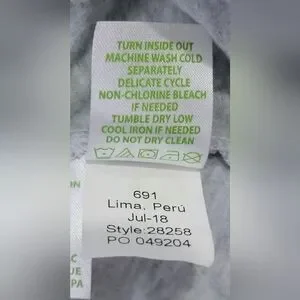 TURN INSIDE OUT
MACHINE WASH COLD
SEPARATELY
DELICATE CYCLE
NON-CHLORINE BLEACH
IF NEEDED
TUMBLE DRY LOW
COOL IRON IF NEEDED
DO NOT DRY CLEAN
691
Lima, Perú
Jul-18
Style:28258
PO 049204